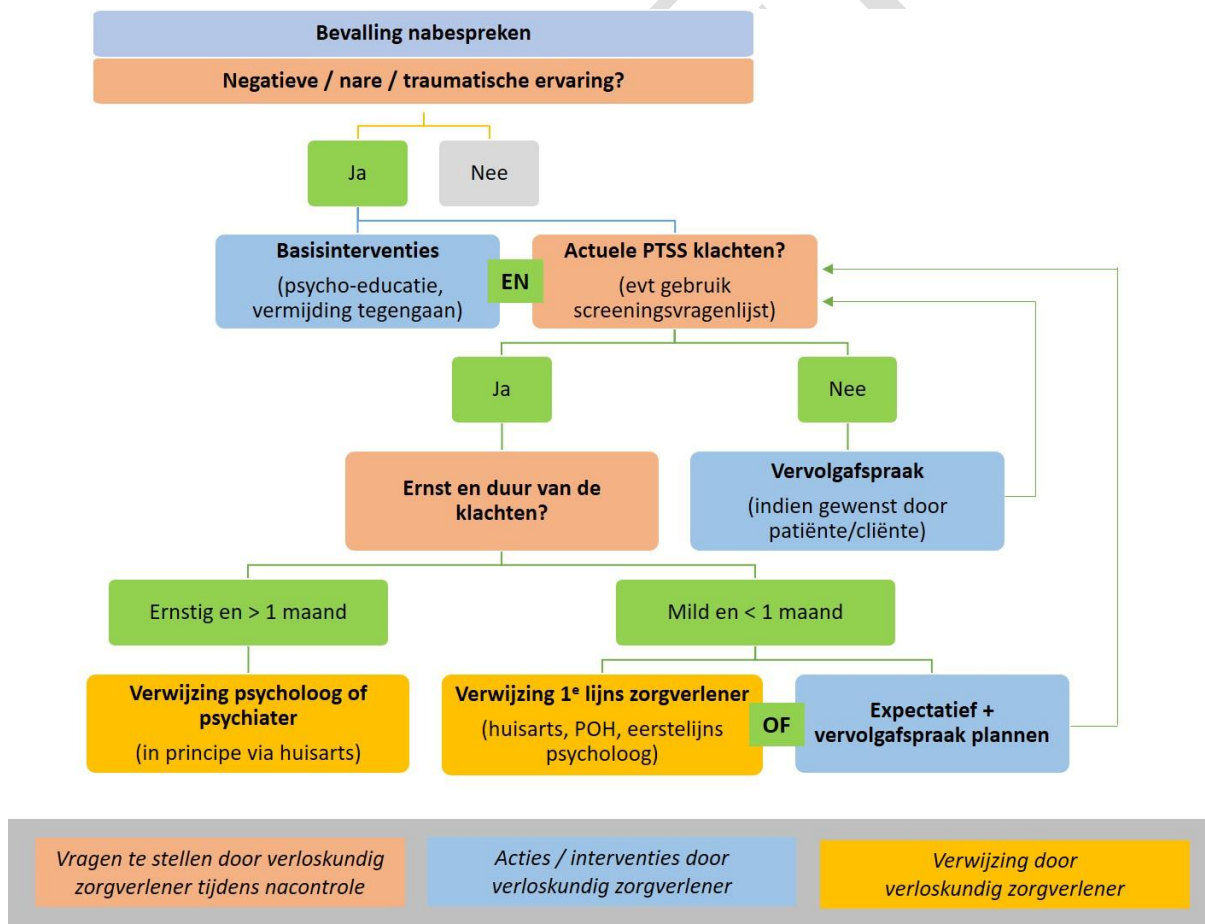 Bevalling nabespreken
Negatieve / nare / traumatische ervaring?
Ja
Nee
Basisinterventies
(psycho-educatie,
vermijding tegengaan)
EN
Actuele PTSS klachten?
(evt gebruik
screeningsvragenlijst)
Ja
Nee
Ernst en duur van de
klachten?
Vervolgafspraak
(indien gewenst door
patiënte/cliënte)
Ernstig en > 1 maand
Mild en < 1 maand
Verwijzing psycholoog of
psychiater
(in principe via huisarts)
Verwijzing 1e lijns zorgverlener
(huisarts, POH, eerstelijns
psycholoog)
OF
Expectatief +
vervolgafspraak plannen
Vragen te stellen door verloskundig
zorgverlener tijdens nacontrole
Acties / interventies door
verloskundig zorgverlener
Verwijzing door
verloskundig zorgverlener